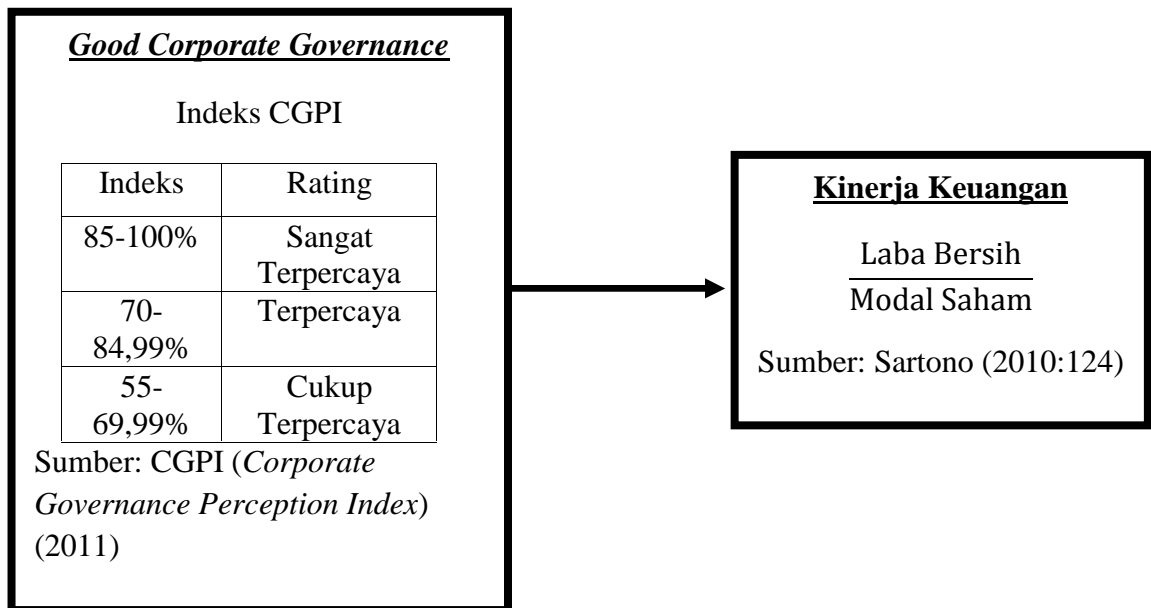 Good Corporate Governance
Indeks CGPI
Indeks Rating
85-100% Sangat
Terpercaya
70- Terpercaya
84,99%
55- Cukup
69,99% Terpercaya
Sumber: CGPI (Corporate
Governance Perception Index)
(2011)
Kinerja Keuangan
Laba Bersih
Modal Saham
Sumber: Sartono (2010:124)